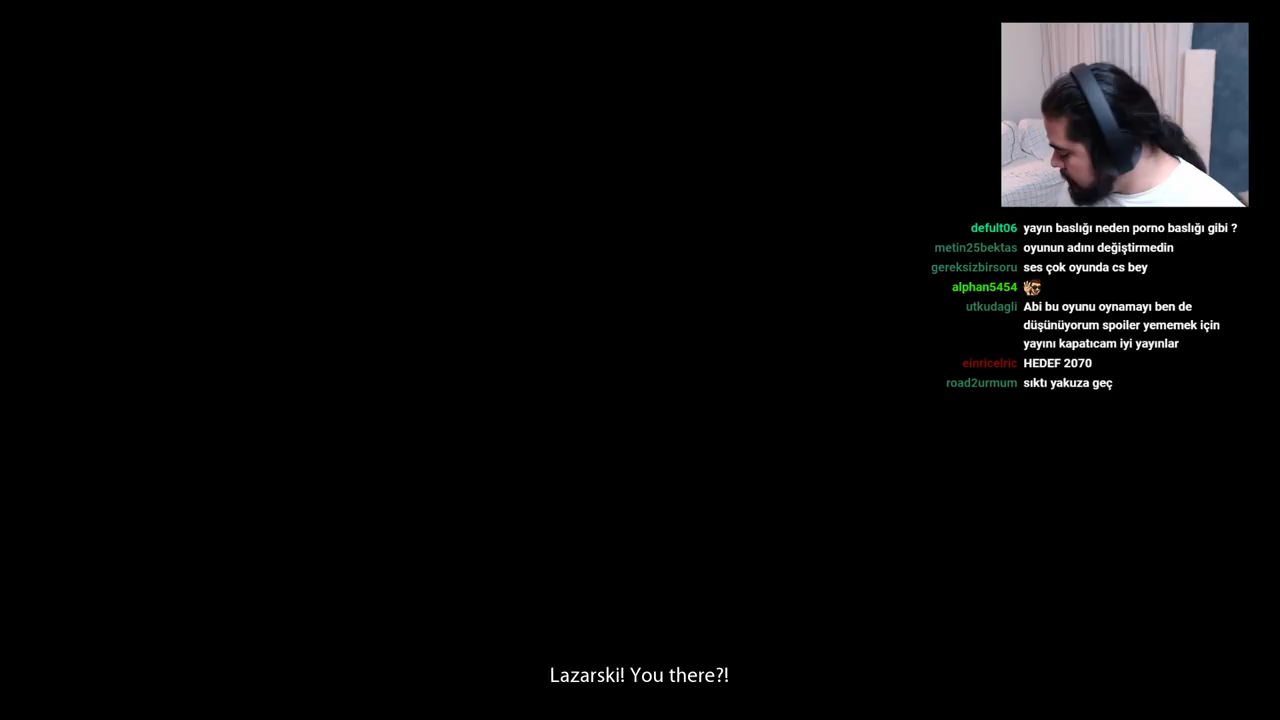 defult06 yayın baslığı neden porno baslığı gibi ?
metin25bektas oyunun adını değiştirmedin
gereksizbirsoru ses çok oyunda cs bey
alphan5454
utkudagli Abi bu oyunu oynamayı ben de
düşünüyorum spoiler yememek için
yayını kapatıcam iyi yayınlar
einricelric HEDEF 2070
road2urmum sıktı yakuza geç
Lazarski! You there?!